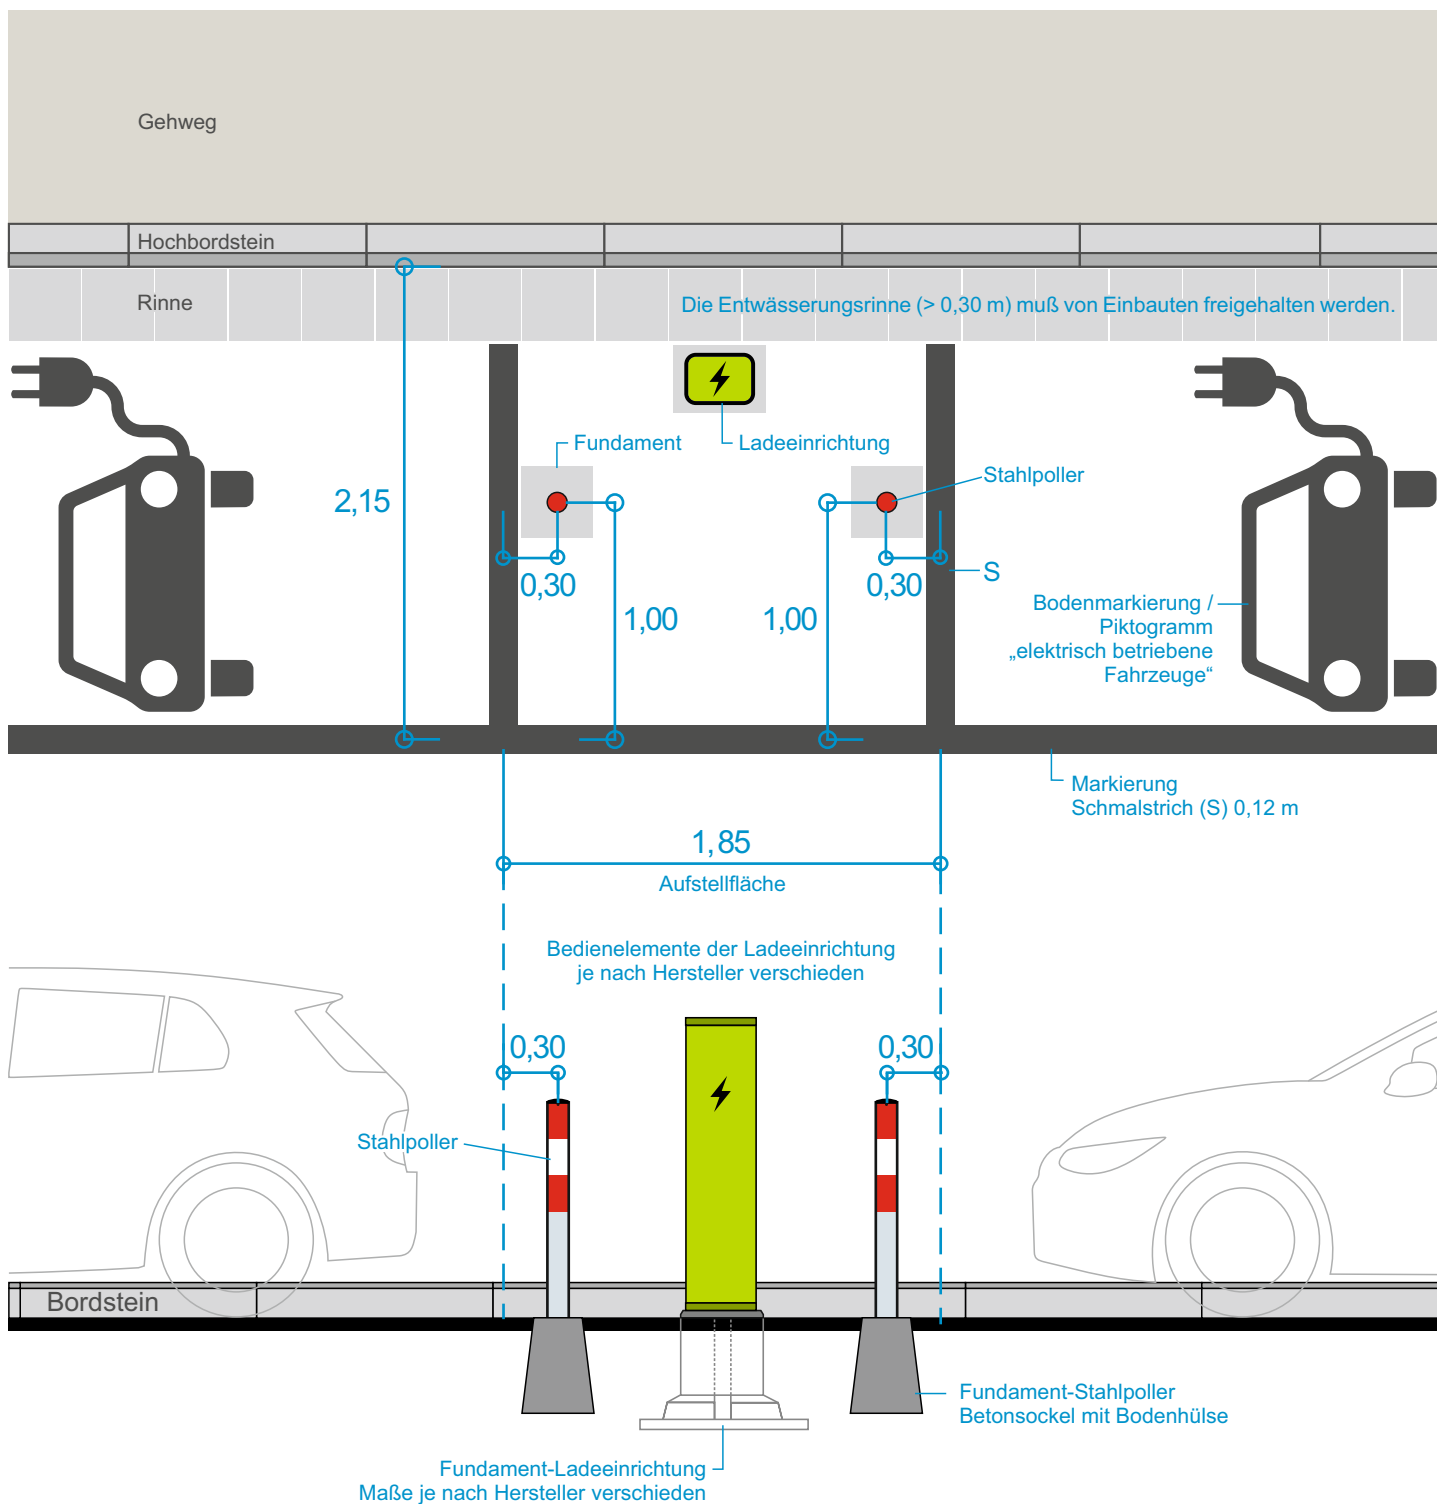 Gehweg
Hochbordstein
Rinne
Die Entwässerungsrinne (> 0,30 m) muß von Einbauten freigehalten werden.
Fundament
Ladeeinrichtung
Stahlpoller
2,15
0,30
0,30
S
1,00
1,00
Bodenmarkierung /
Piktogramm
„elektrisch betriebene
Fahrzeuge“
Markierung
Schmalstrich (S) 0,12 m
1,85
Aufstellfläche
Bedienelemente der Ladeeinrichtung
je nach Hersteller verschieden
0,30
0,30
Stahlpoller
Bordstein
Fundament-Stahlpoller
Betonsockel mit Bodenhülse
Fundament-Ladeeinrichtung
Maße je nach Hersteller verschieden